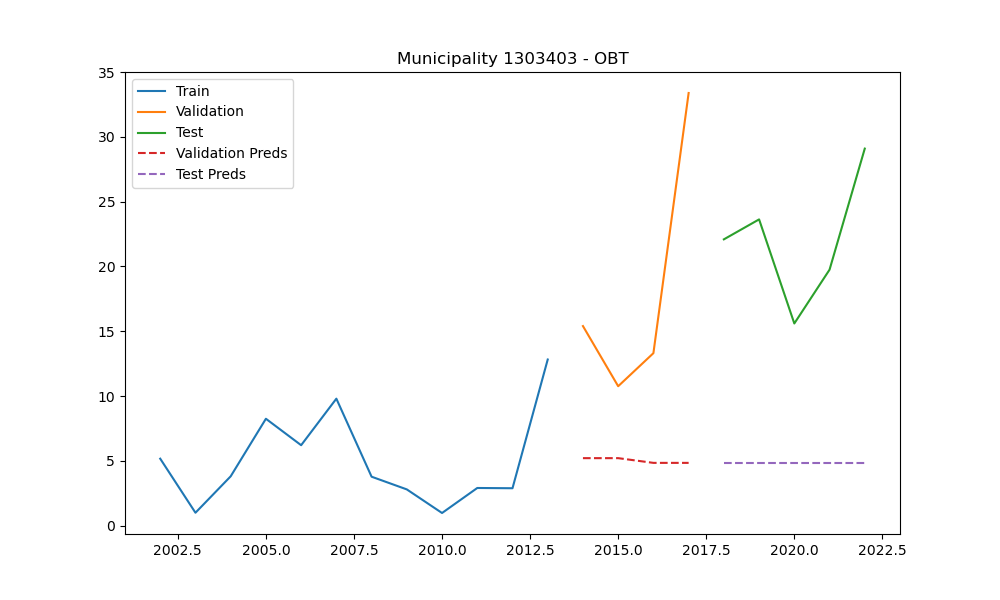 Municipality 1303403 - OBT
35
30
25
20
15
10
5
0
Train
Validation
Test
Validation Preds
Test Preds
2002.5 2005.0 2007.5 2010.0 2012.5 2015.0 2017.5 2020.0 2022.5